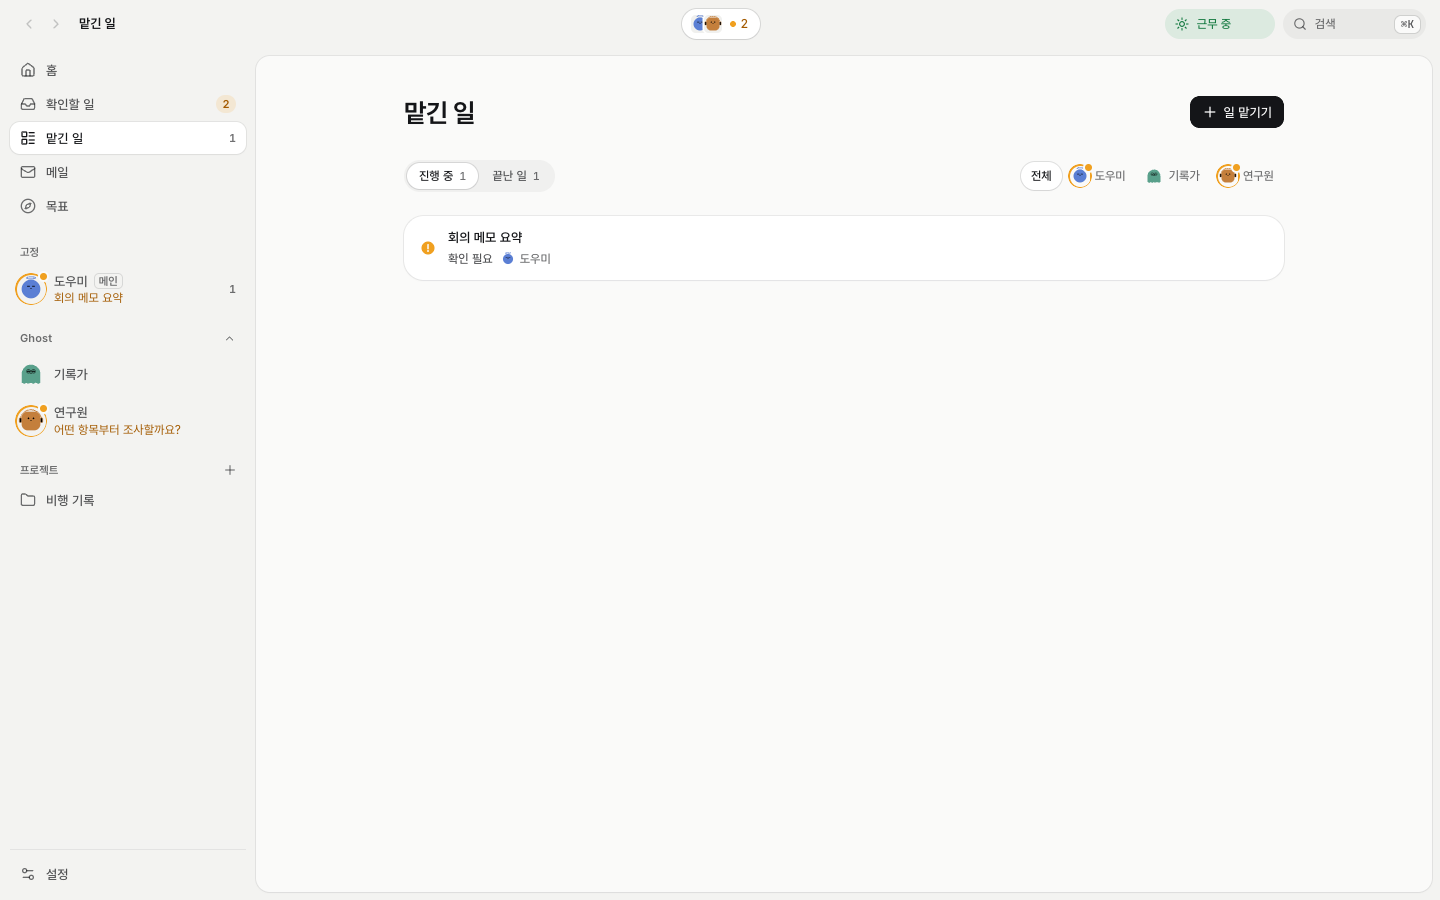 맡긴 일
2
근무 중
검색
⌘K
홈
확인할 일
2
맡긴 일
1
메일
목표
고정
도우미 메인
회의 메모 요약
1
Ghost
기록가
연구원
어떤 항목부터 조사할까요?
프로젝트
비행 기록
설정
맡긴 일
일 맡기기
진행 중 1
끝난 일 1
전체
도우미
기록가
연구원
회의 메모 요약
확인 필요 도우미